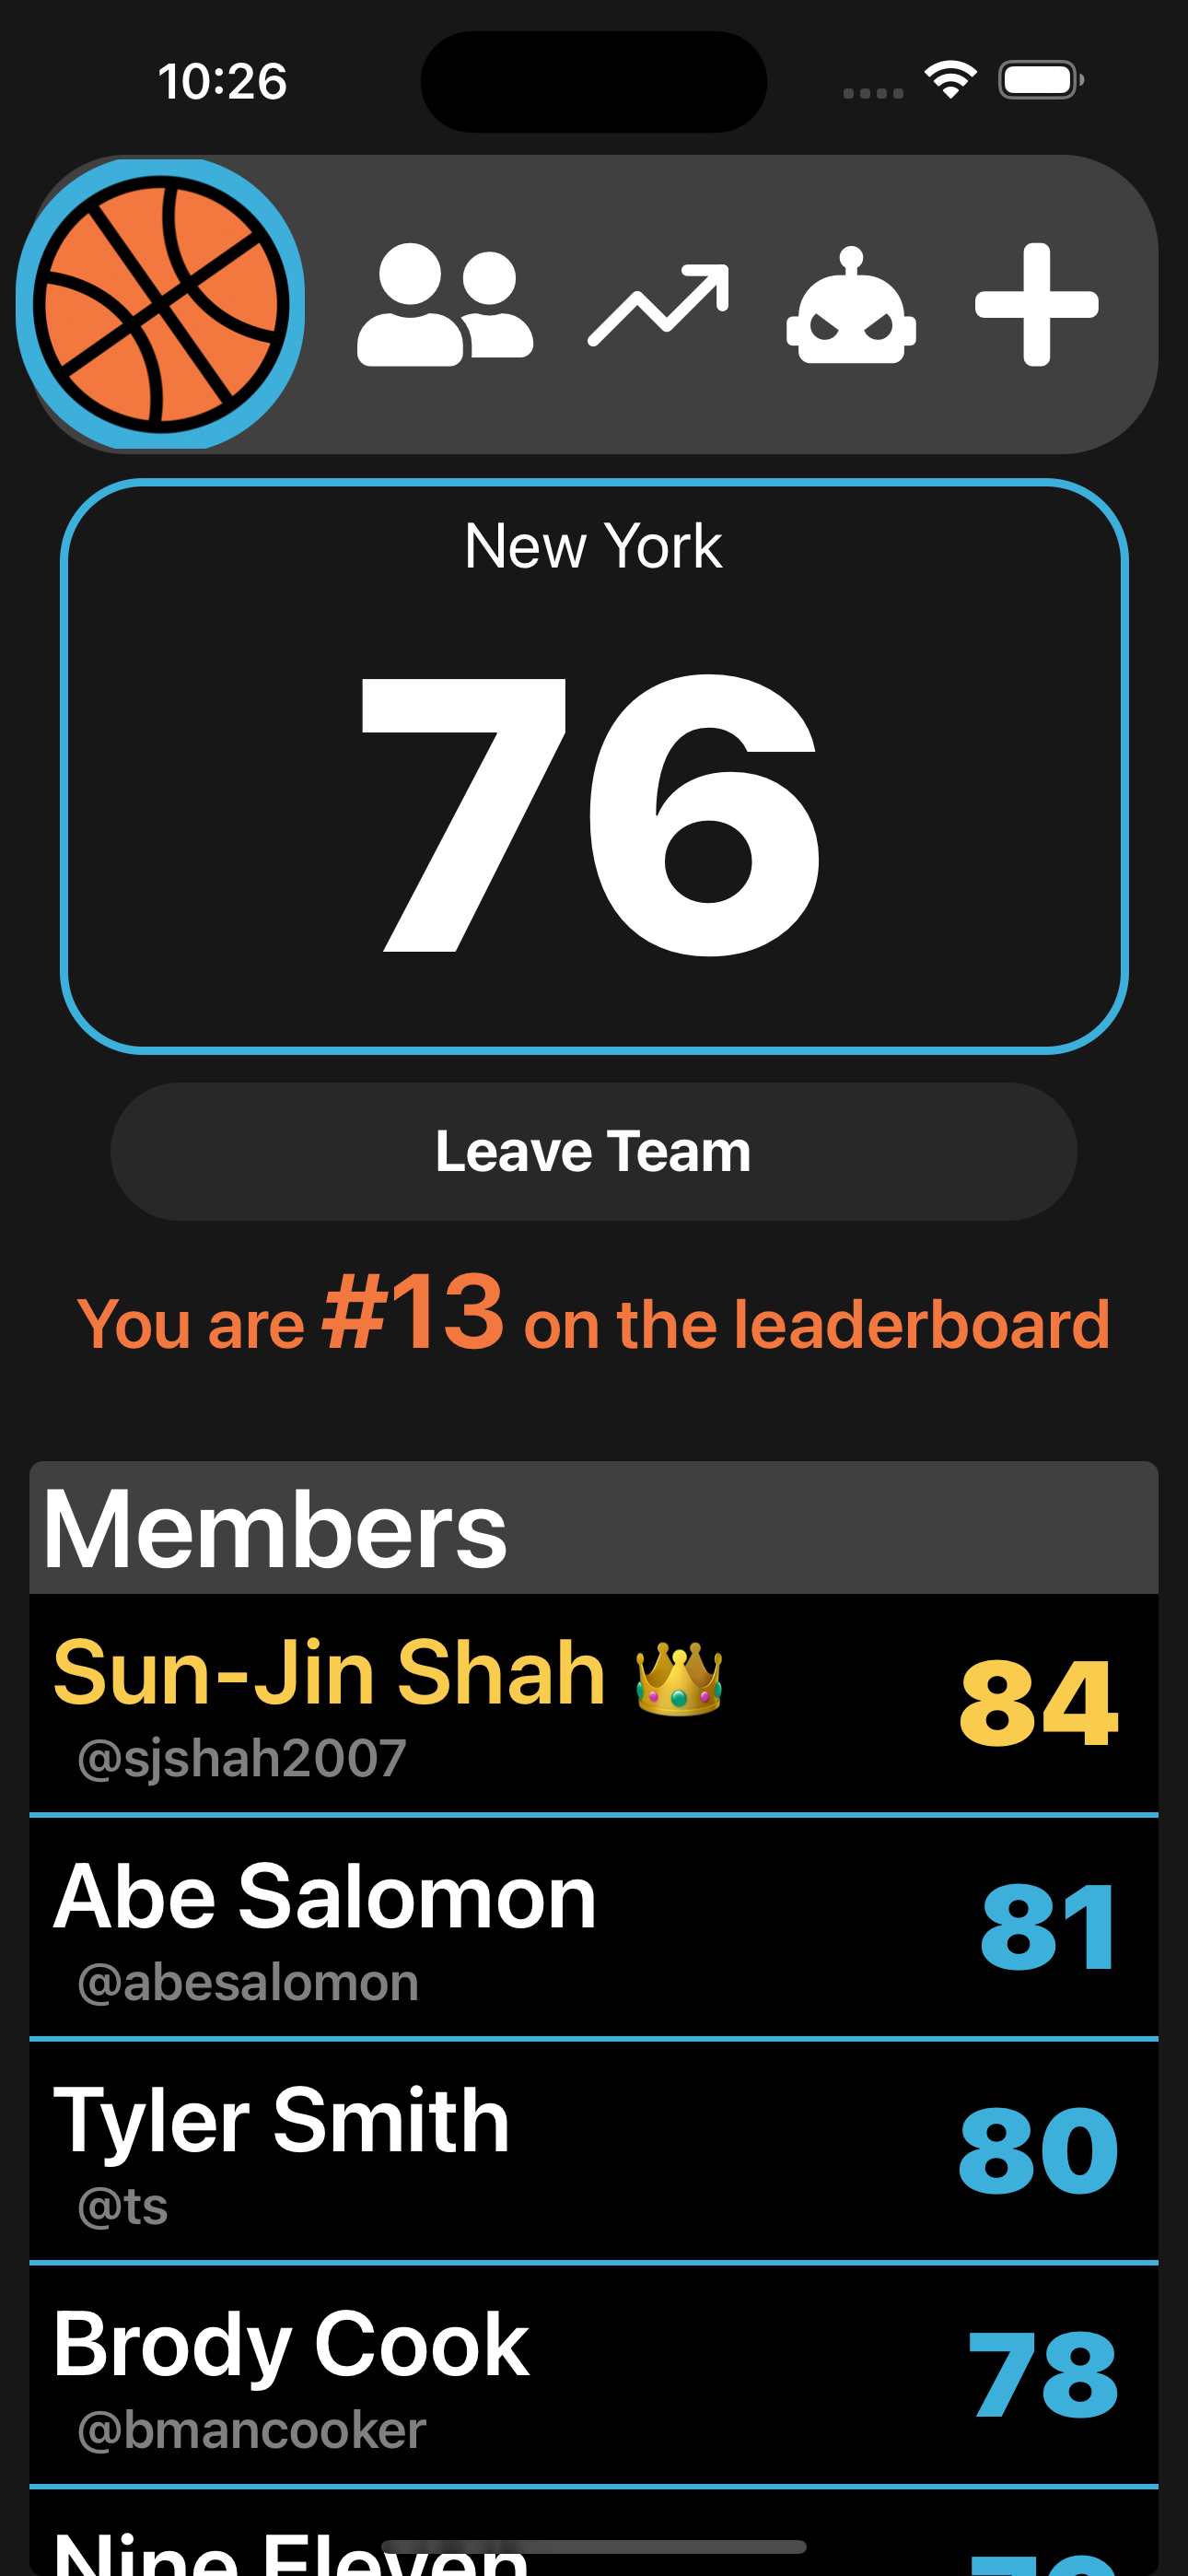 10:26
New York
76
Leave Team
You are #13 on the leaderboard
Members
Sun-Jin Shah 👑
84
@sjshah2007
Abe Salomon
81
@abesalomon
Tyler Smith
80
@ts
Brody Cook
78
@bmancooker
Nine Eleven